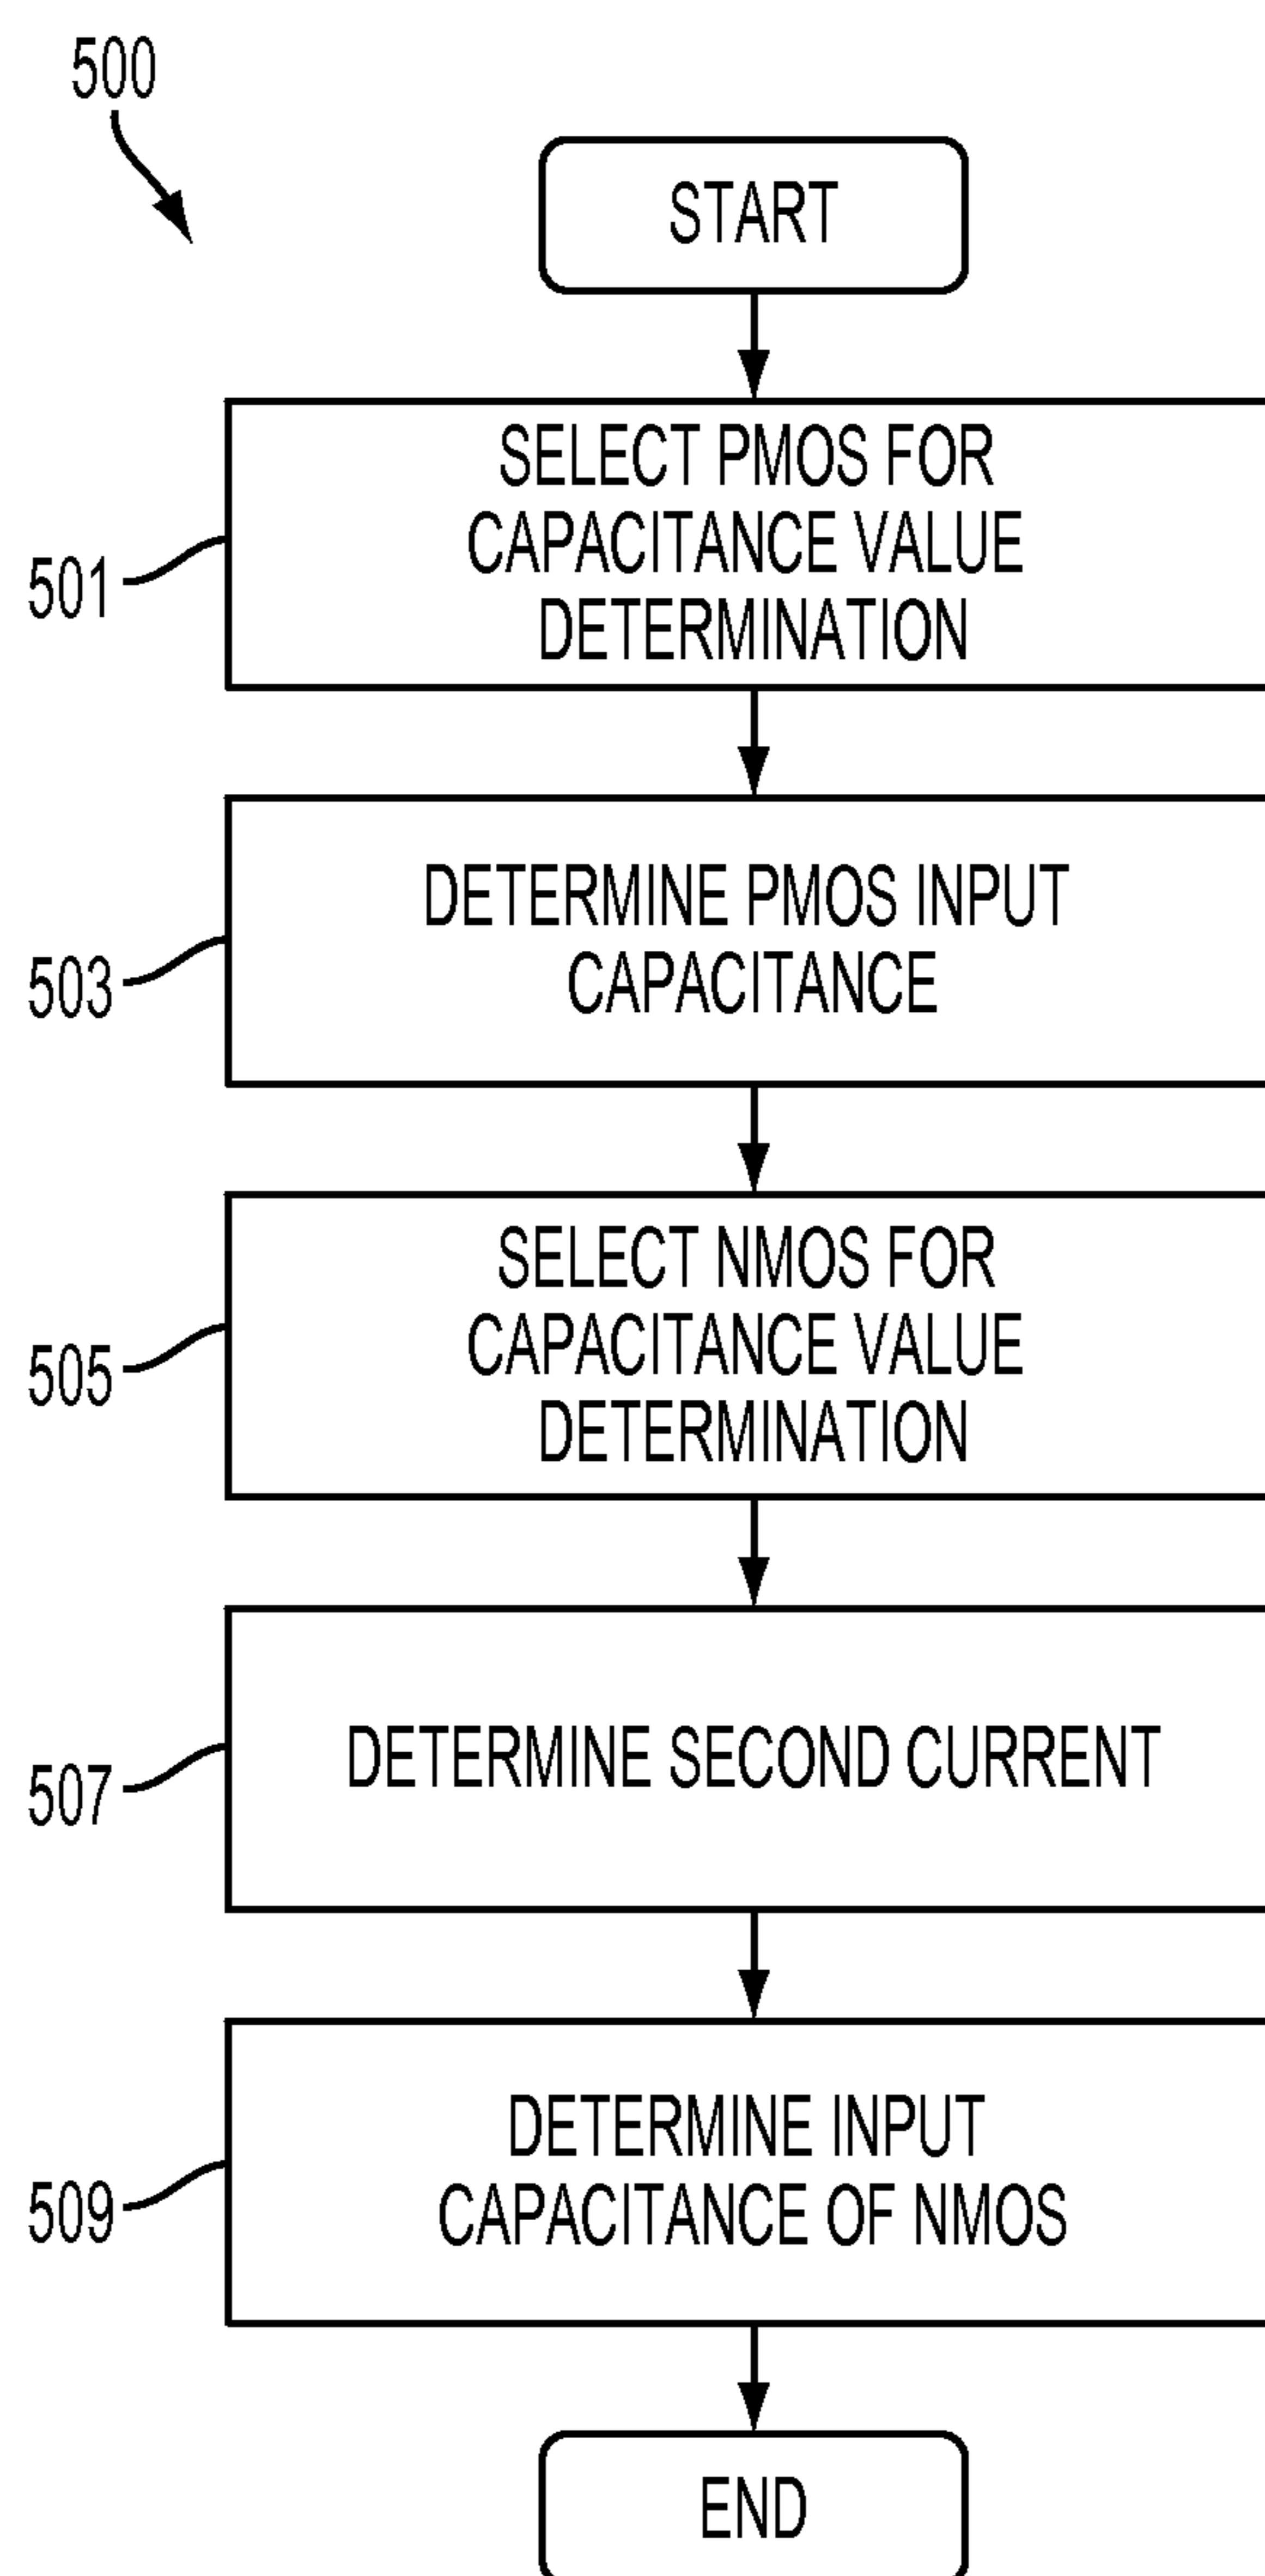 500
START
SELECT PMOS FOR
CAPACITANCE VALUE
DETERMINATION
501
DETERMINE PMOS INPUT
CAPACITANCE
503
SELECT NMOS FOR
CAPACITANCE VALUE
DETERMINATION
505
DETERMINE SECOND CURRENT
507
DETERMINE INPUT
CAPACITANCE OF NMOS
509
END